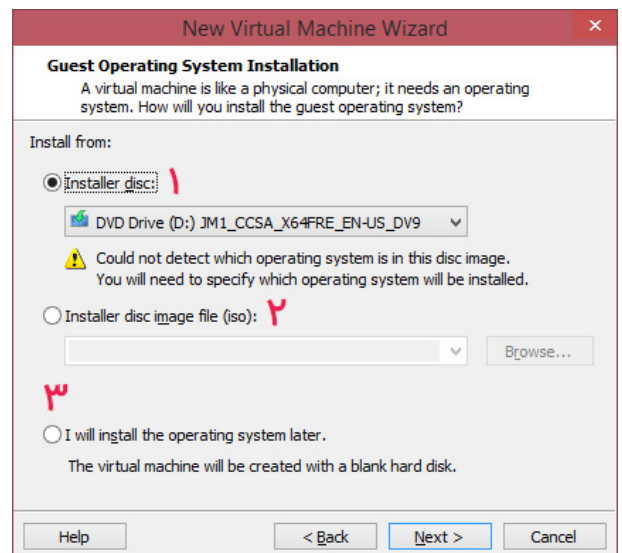 New Virtual Machine Wizard
Guest Operating System Installation
A virtual machine is like a physical computer; it needs an operating
system. How will you install the guest operating system?
Install from:
Installer disc: ۱
DVD Drive (D:) JM1_CCSA_X64FRE_EN-US_DV9
Could not detect which operating system is in this disc image.
You will need to specify which operating system will be installed.
Installer disc image file (iso): ۲
Browse...
۳
I will install the operating system later.
The virtual machine will be created with a blank hard disk.
Help < Back Next > Cancel